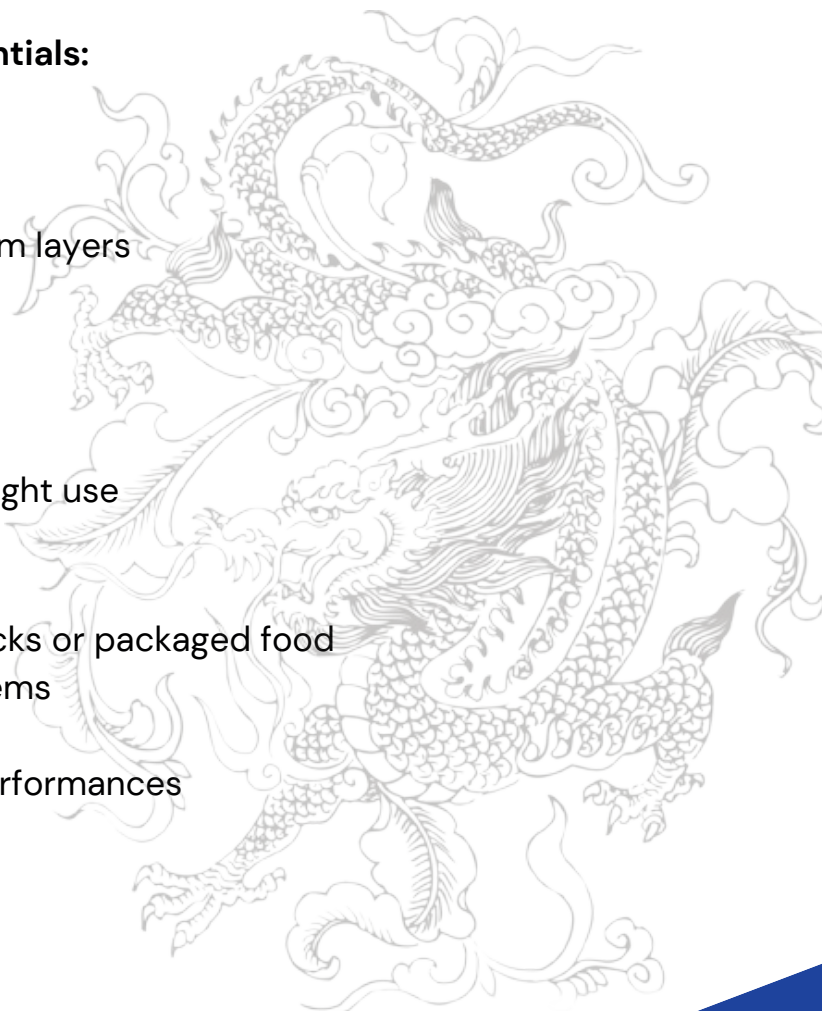 ntials:
m layers
ght use
cks or packaged food
ems
rformances